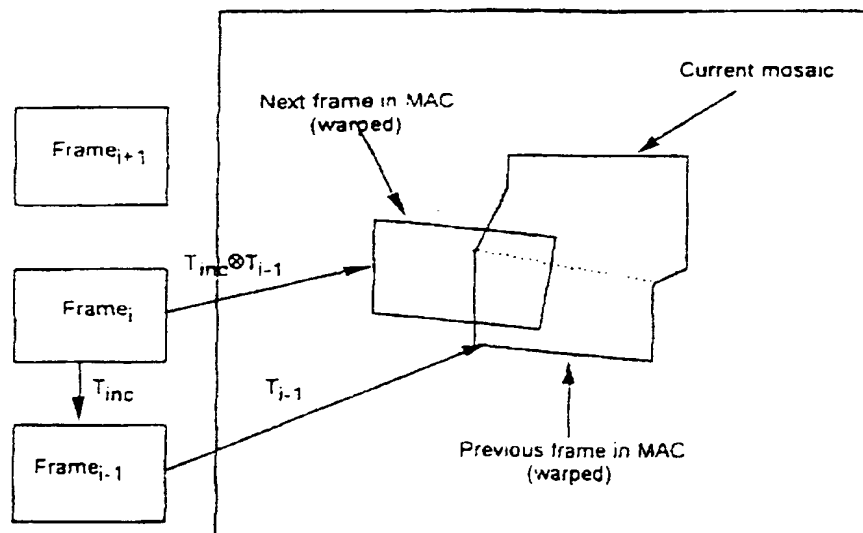 Current mosaic
Next frame in MAC
(warped)
Frame_{i+1}
T_{inc}⊗T_{i-1}
Frame_i
T_{inc}
T_{i-1}
Frame_{i-1}
Previous frame in MAC
(warped)